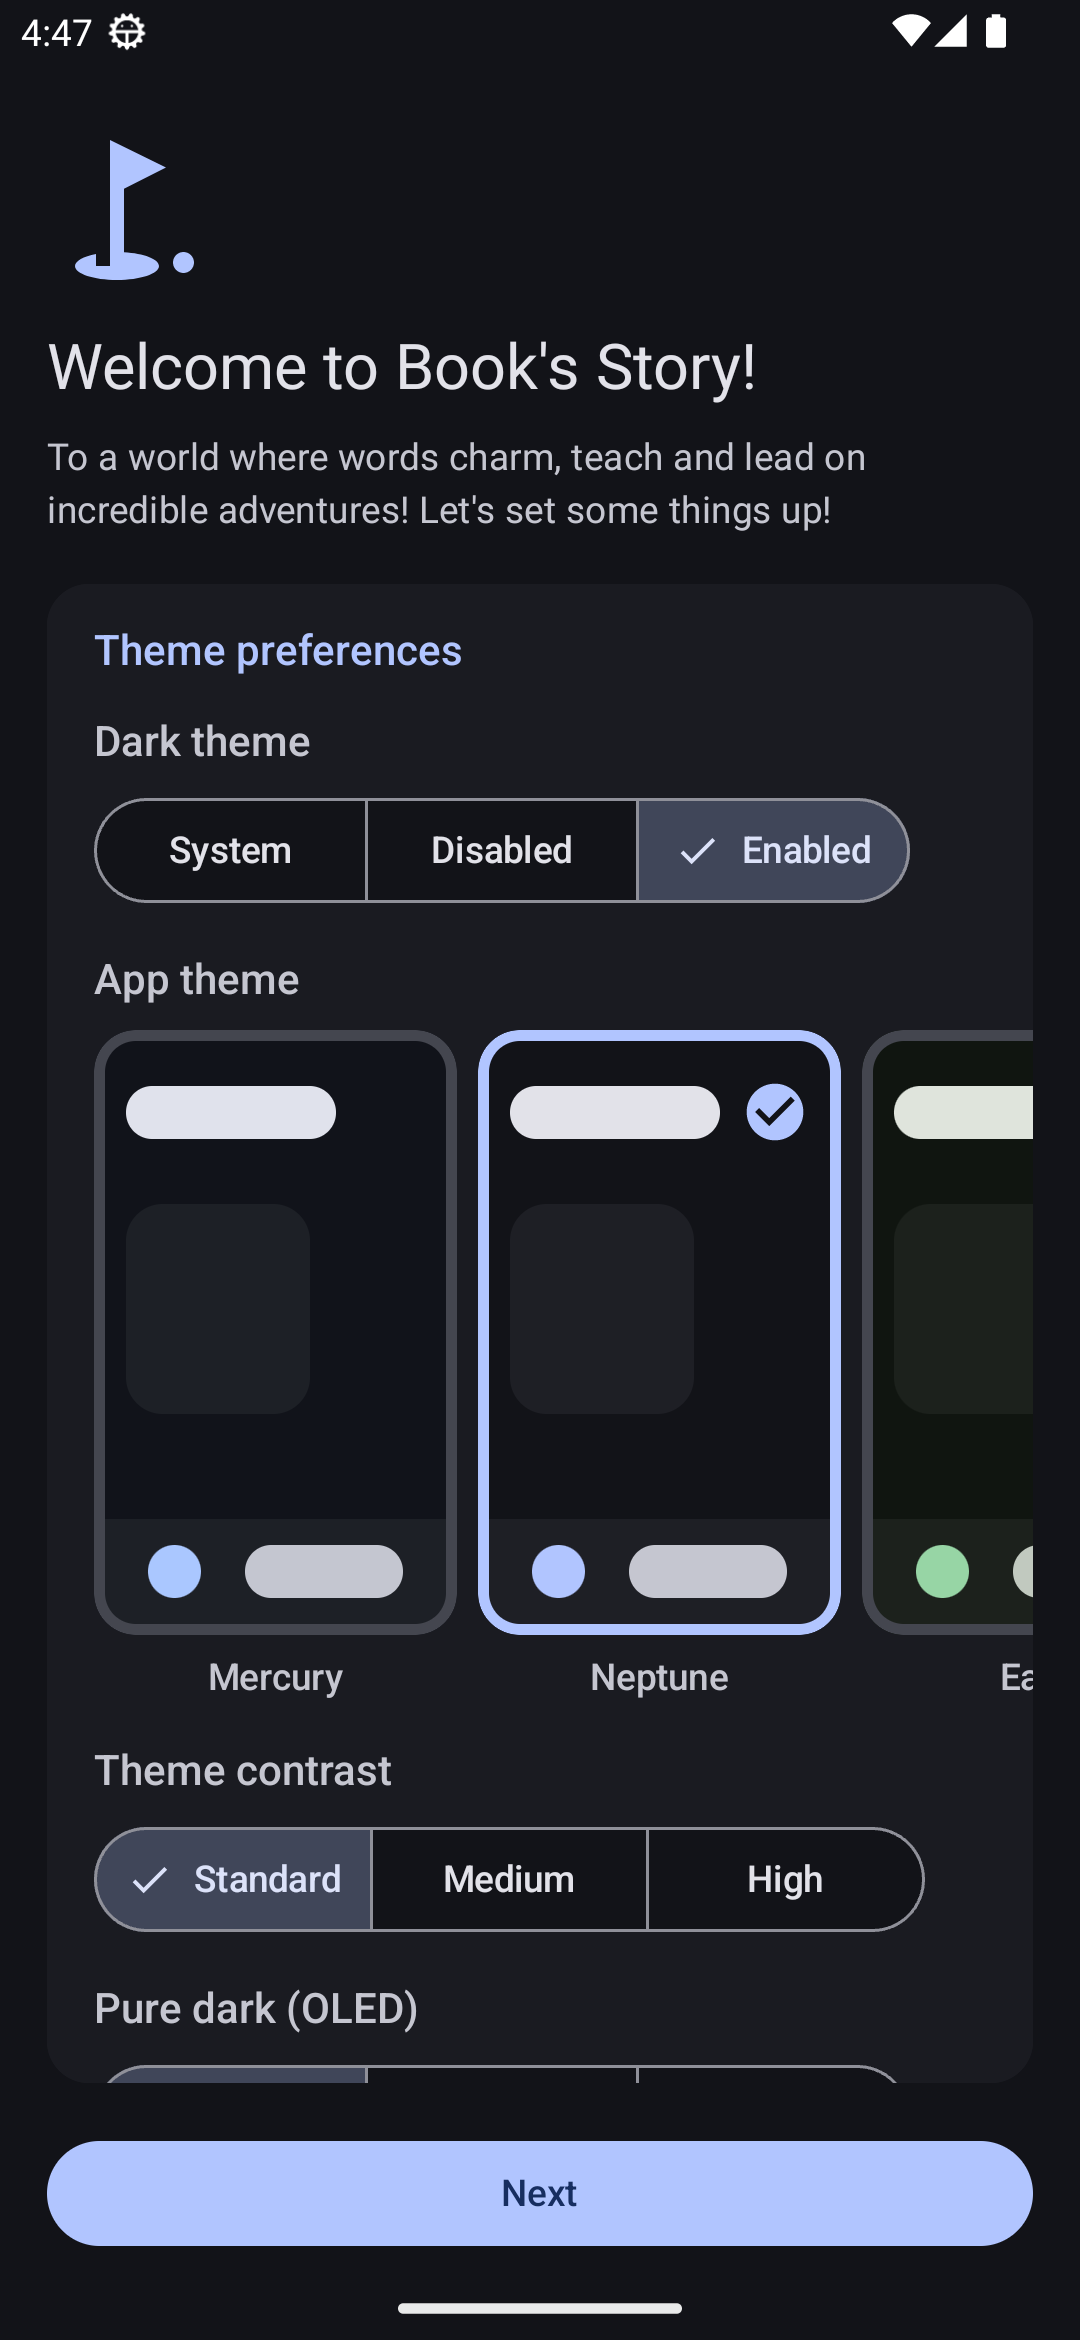 4:47
Welcome to Book's Story!
To a world where words charm, teach and lead on
incredible adventures! Let's set some things up!
Theme preferences
Dark theme
System
Disabled
Enabled
App theme
Mercury
Neptune
Ea
Theme contrast
Standard
Medium
High
Pure dark (OLED)
Next